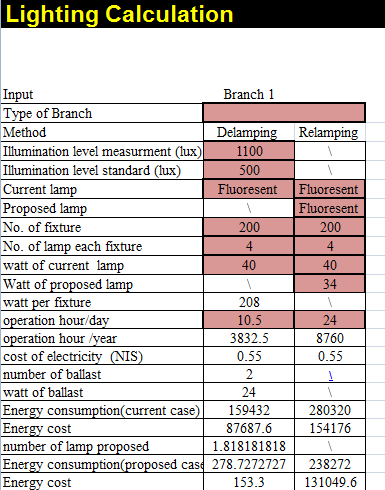 Lighting Calculation
Input Branch 1
Type of Branch
Method Delamping Relamping
Illumination level measurment (lux) 1100 \
Illumination level standard (lux) 500 \
Current lamp Fluoresent Fluoresent
Proposed lamp \ Fluoresent
No. of fixture 200 200
No. of lamp each fixture 4 4
watt of current lamp 40 40
Watt of proposed lamp \ 34
watt per fixture 208 \
operation hour/day 10.5 24
operation hour /year 3832.5 8760
cost of electricity (NIS) 0.55 0.55
number of ballast 2 \
watt of ballast 24 \
Energy consumption(current case) 159432 280320
Energy cost 87687.6 154176
number of lamp proposed 1.818181818 \
Energy consumption(proposed case 278.7272727 238272
Energy cost 153.3 131049.6